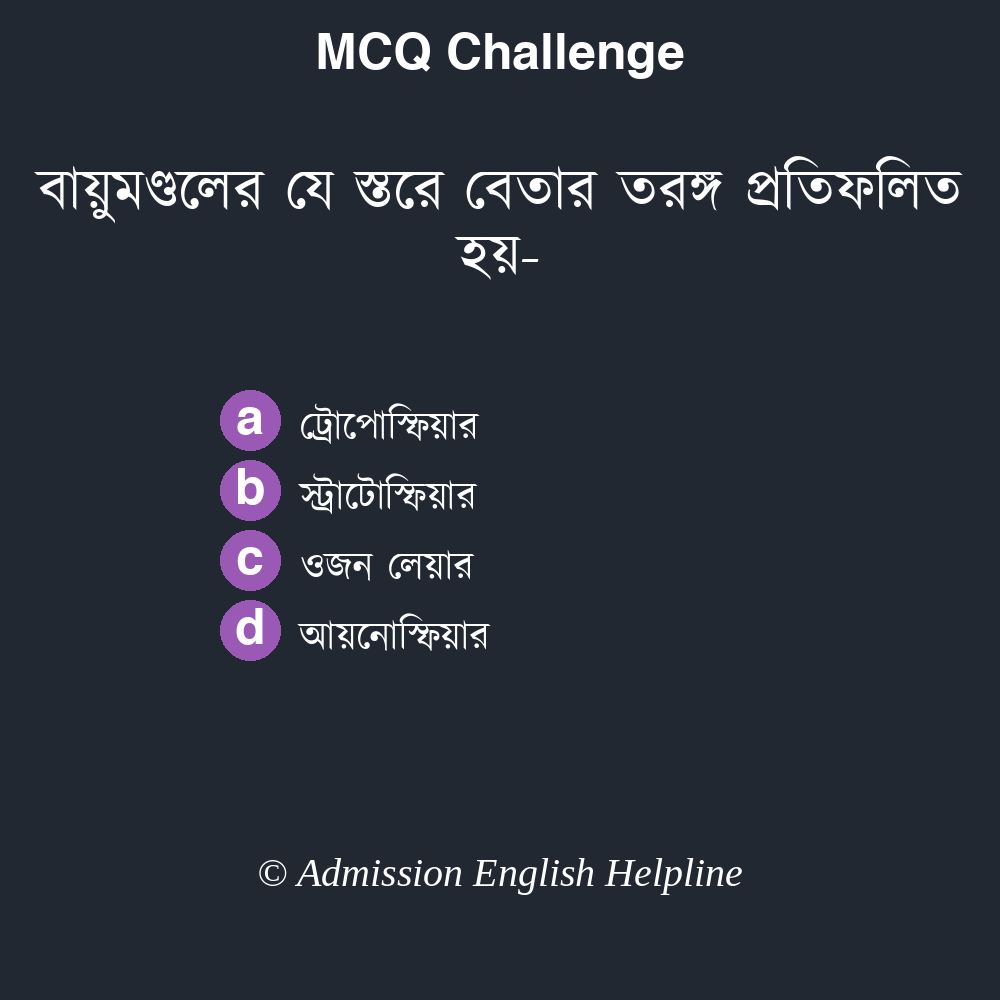 MCQ Challenge
বায়ুমণ্ডলের যে স্তরে বেতার তরঙ্গ প্রতিফলিত
হয়-
a ট্রোপোস্ফিয়ার
b স্ট্রাটোস্ফিয়ার
c ওজন লেয়ার
d আয়নোস্ফিয়ার
© Admission English Helpline